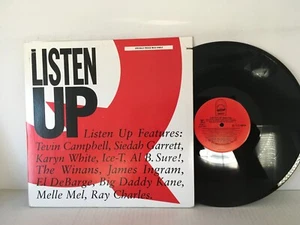 LISTEN
UP
Listen Up Features:
Tevin Campbell, Siedah Garrett,
Karyn White, Ice-T, Al B. Sure!,
The Winans, James Ingram,
El DeBarge, Big Daddy Kane,
Melle Mel, Ray Charles.